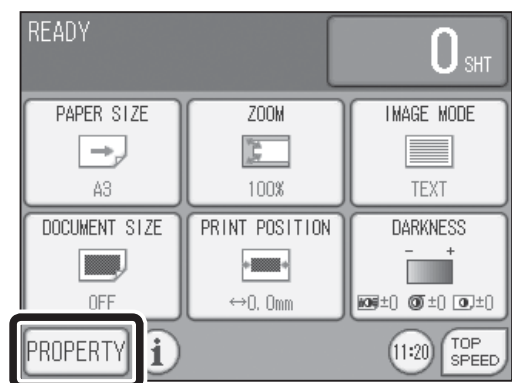 READY
0 SHT
PAPER SIZE ZOOM IMAGE MODE
A3 100% TEXT
DOCUMENT SIZE PRINT POSITION DARKNESS
- +
OFF ↔0.0mm ±0 ±0 ±0
PROPERTY i 11:20 TOP
SPEED